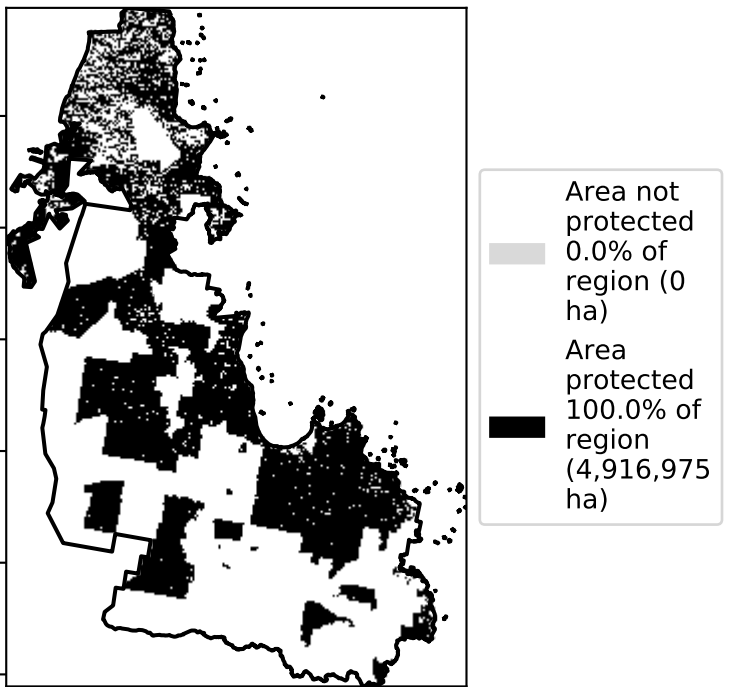 Area not
protected
0.0% of
region (0
ha)
Area
protected
100.0% of
region
(4,916,975
ha)